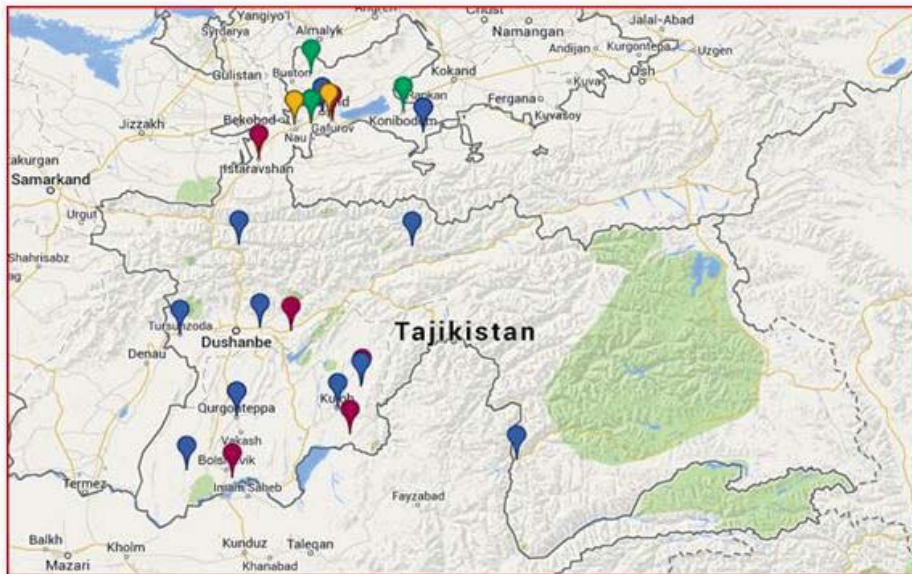 Yangiyo'l
Angren
Chust
Namangan
Jalal-Abad
Syrdarya
Almalyk
Andijan
Kurgontepa
Uzgen
Gulistan
Buston
Kokand
Kuva
Osh
Bekobod
Fergana
Kuvasoy
Jizzakh
Nau
Gafurov
Konibodom
Istaravshan
Samarkand
Urgut
Shahrisabz
Tursunzoda
Dushanbe
Tajikistan
Denau
Kulob
Qurgonteppa
Vakash
Imam Saheb
Termez
Fayzabad
Balkh
Mazari
Kholm
Kunduz
Taleqan
Khanabad